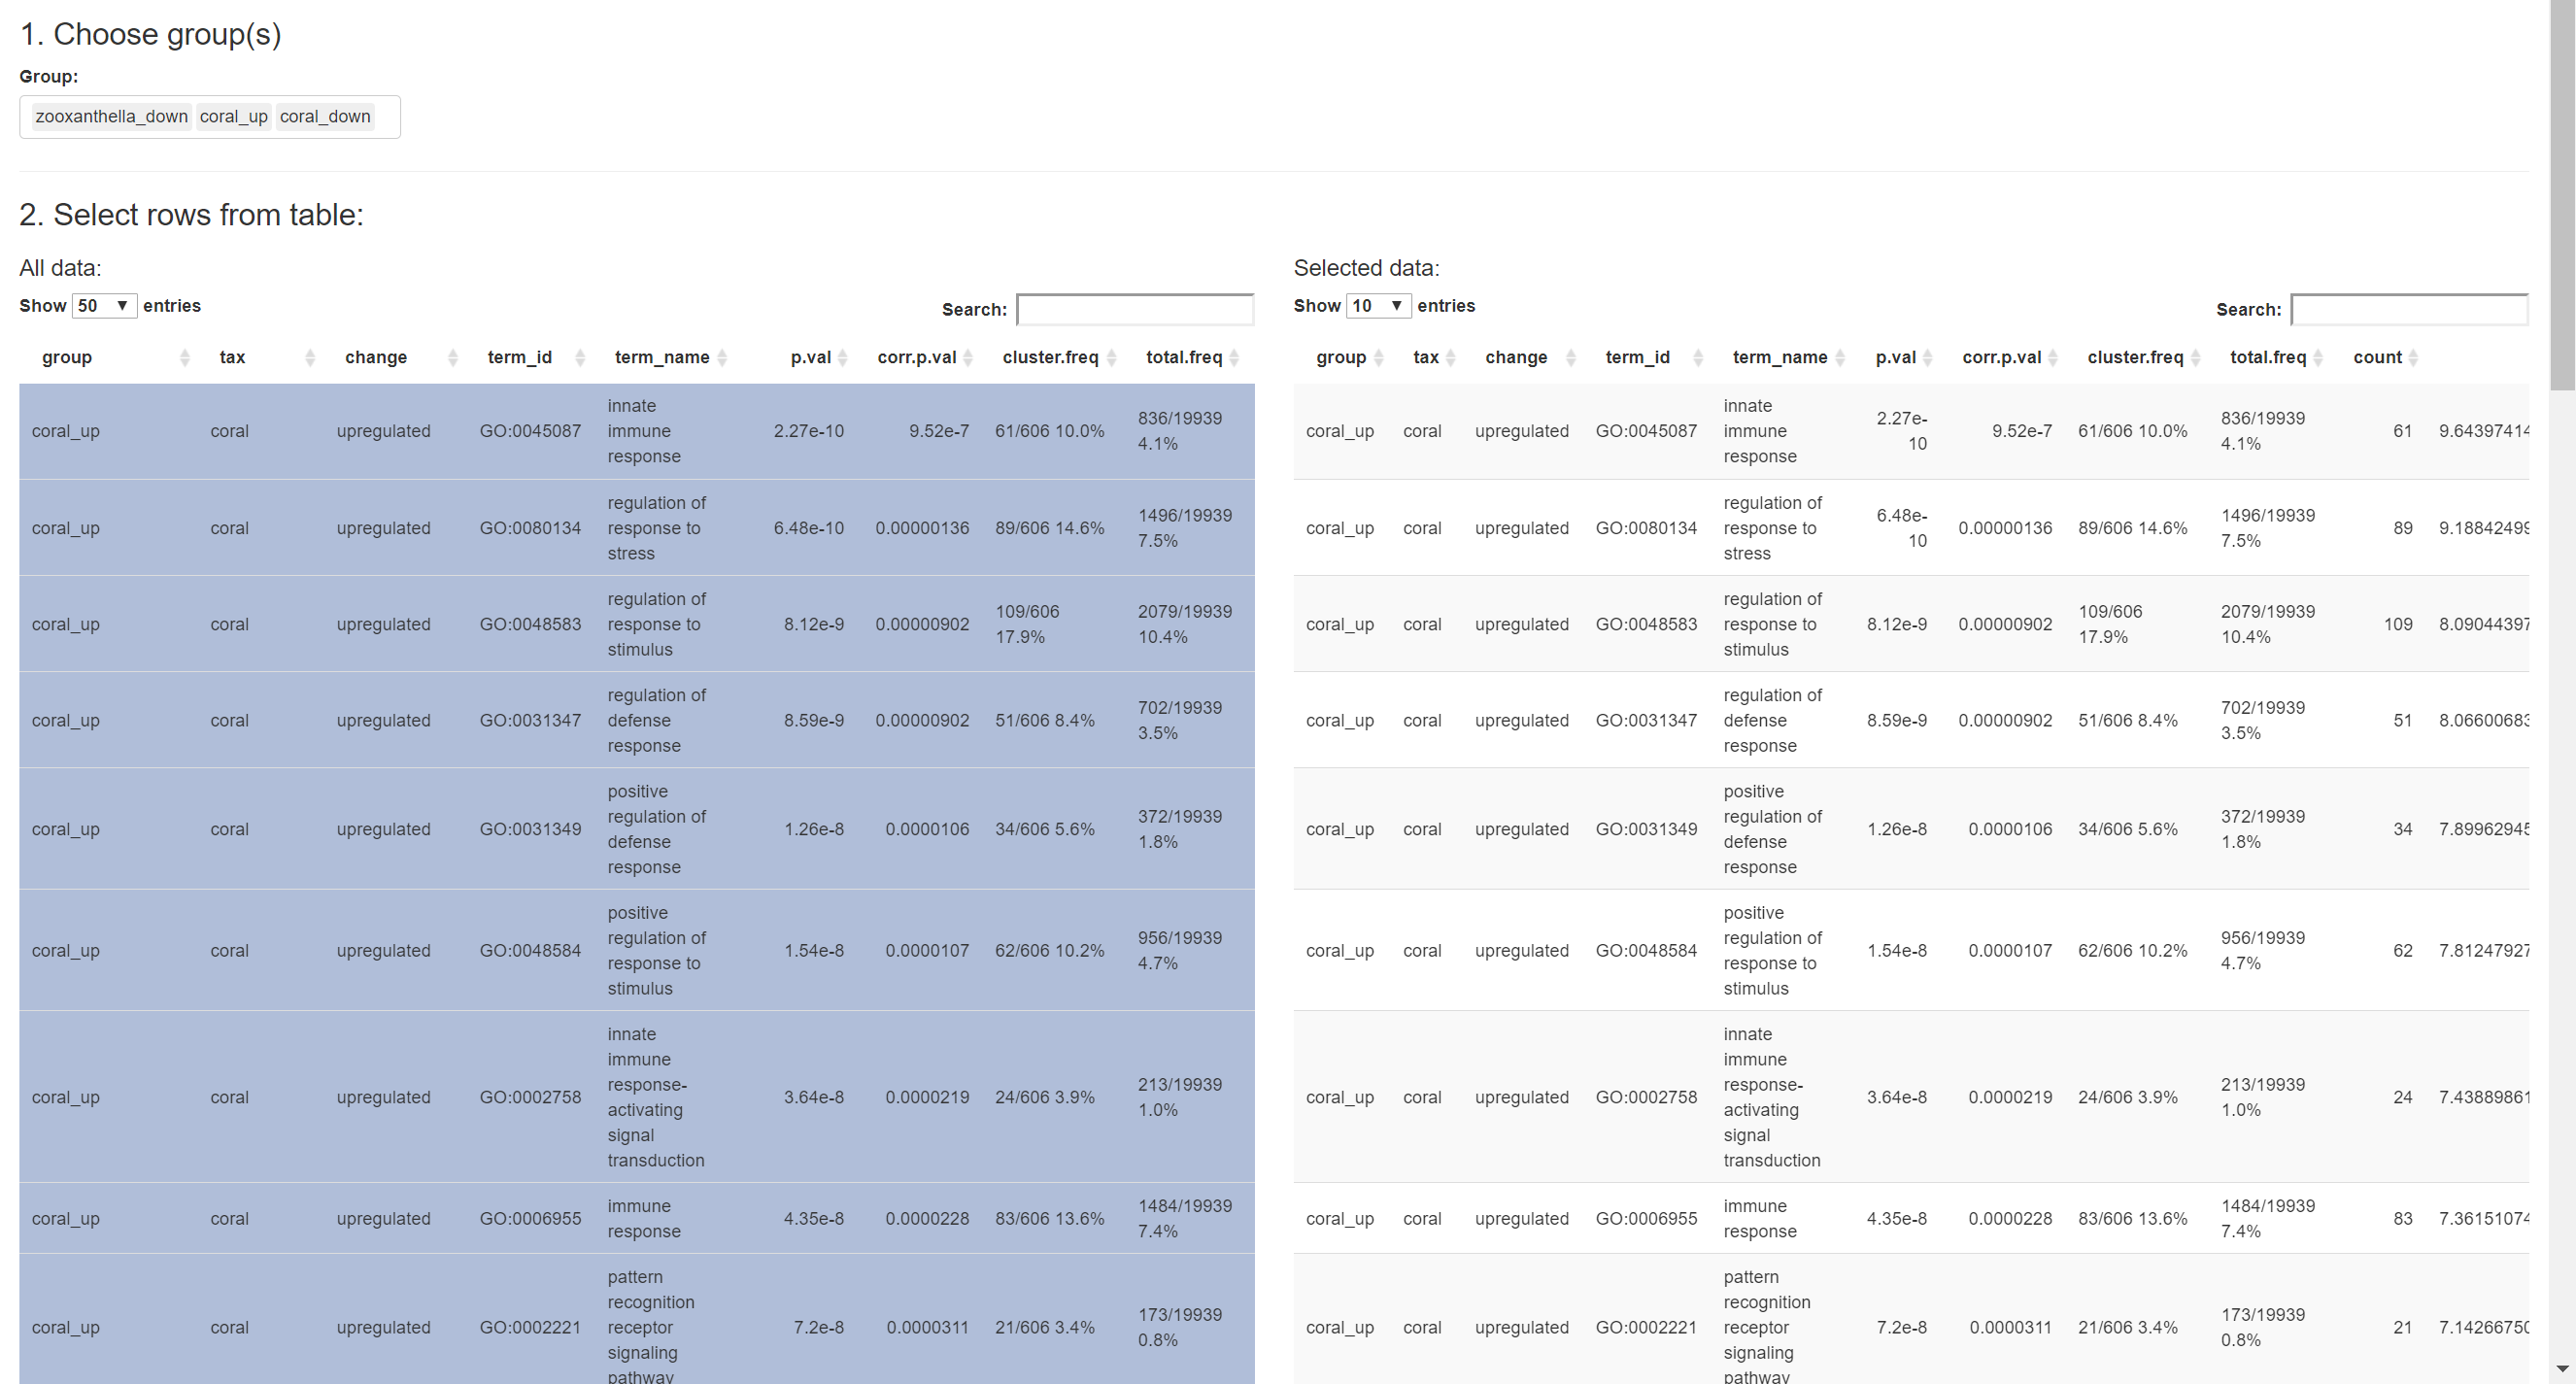 1. Choose group(s)
Group:
zooxanthella_down coral_up coral_down
2. Select rows from table:
All data:
Show 50 entries
Search:
group tax change term_id term_name p.val corr.p.val cluster.freq total.freq
coral_up coral upregulated GO:0045087 innate immune response 2.27e-10 9.52e-7 61/606 10.0% 836/19939 4.1%
coral_up coral upregulated GO:0080134 regulation of response to stress 6.48e-10 0.00000136 89/606 14.6% 1496/19939 7.5%
coral_up coral upregulated GO:0048583 regulation of response to stimulus 8.12e-9 0.00000902 109/606 17.9% 2079/19939 10.4%
coral_up coral upregulated GO:0031347 regulation of defense response 8.59e-9 0.00000902 51/606 8.4% 702/19939 3.5%
coral_up coral upregulated GO:0031349 positive regulation of defense response 1.26e-8 0.0000106 34/606 5.6% 372/19939 1.8%
coral_up coral upregulated GO:0048584 positive regulation of response to stimulus 1.54e-8 0.0000107 62/606 10.2% 956/19939 4.7%
coral_up coral upregulated GO:0002758 innate immune response-activating signal transduction 3.64e-8 0.0000219 24/606 3.9% 213/19939 1.0%
coral_up coral upregulated GO:0006955 immune response 4.35e-8 0.0000228 83/606 13.6% 1484/19939 7.4%
coral_up coral upregulated GO:0002221 pattern recognition receptor signaling pathway 7.2e-8 0.0000311 21/606 3.4% 173/19939 0.8%
Selected data:
Show 10 entries
Search:
group tax change term_id term_name p.val corr.p.val cluster.freq total.freq count
coral_up coral upregulated GO:0045087 innate immune response 2.27e-10 9.52e-7 61/606 10.0% 836/19939 4.1% 61 9.64397414
coral_up coral upregulated GO:0080134 regulation of response to stress 6.48e-10 0.00000136 89/606 14.6% 1496/19939 7.5% 89 9.18842499
coral_up coral upregulated GO:0048583 regulation of response to stimulus 8.12e-9 0.00000902 109/606 17.9% 2079/19939 10.4% 109 8.09044397
coral_up coral upregulated GO:0031347 regulation of defense response 8.59e-9 0.00000902 51/606 8.4% 702/19939 3.5% 51 8.06600683
coral_up coral upregulated GO:0031349 positive regulation of defense response 1.26e-8 0.0000106 34/606 5.6% 372/19939 1.8% 34 7.89962945
coral_up coral upregulated GO:0048584 positive regulation of response to stimulus 1.54e-8 0.0000107 62/606 10.2% 956/19939 4.7% 62 7.81247927
coral_up coral upregulated GO:0002758 innate immune response-activating signal transduction 3.64e-8 0.0000219 24/606 3.9% 213/19939 1.0% 24 7.43889861
coral_up coral upregulated GO:0006955 immune response 4.35e-8 0.0000228 83/606 13.6% 1484/19939 7.4% 83 7.36151074
coral_up coral upregulated GO:0002221 pattern recognition receptor signaling pathway 7.2e-8 0.0000311 21/606 3.4% 173/19939 0.8% 21 7.14266750